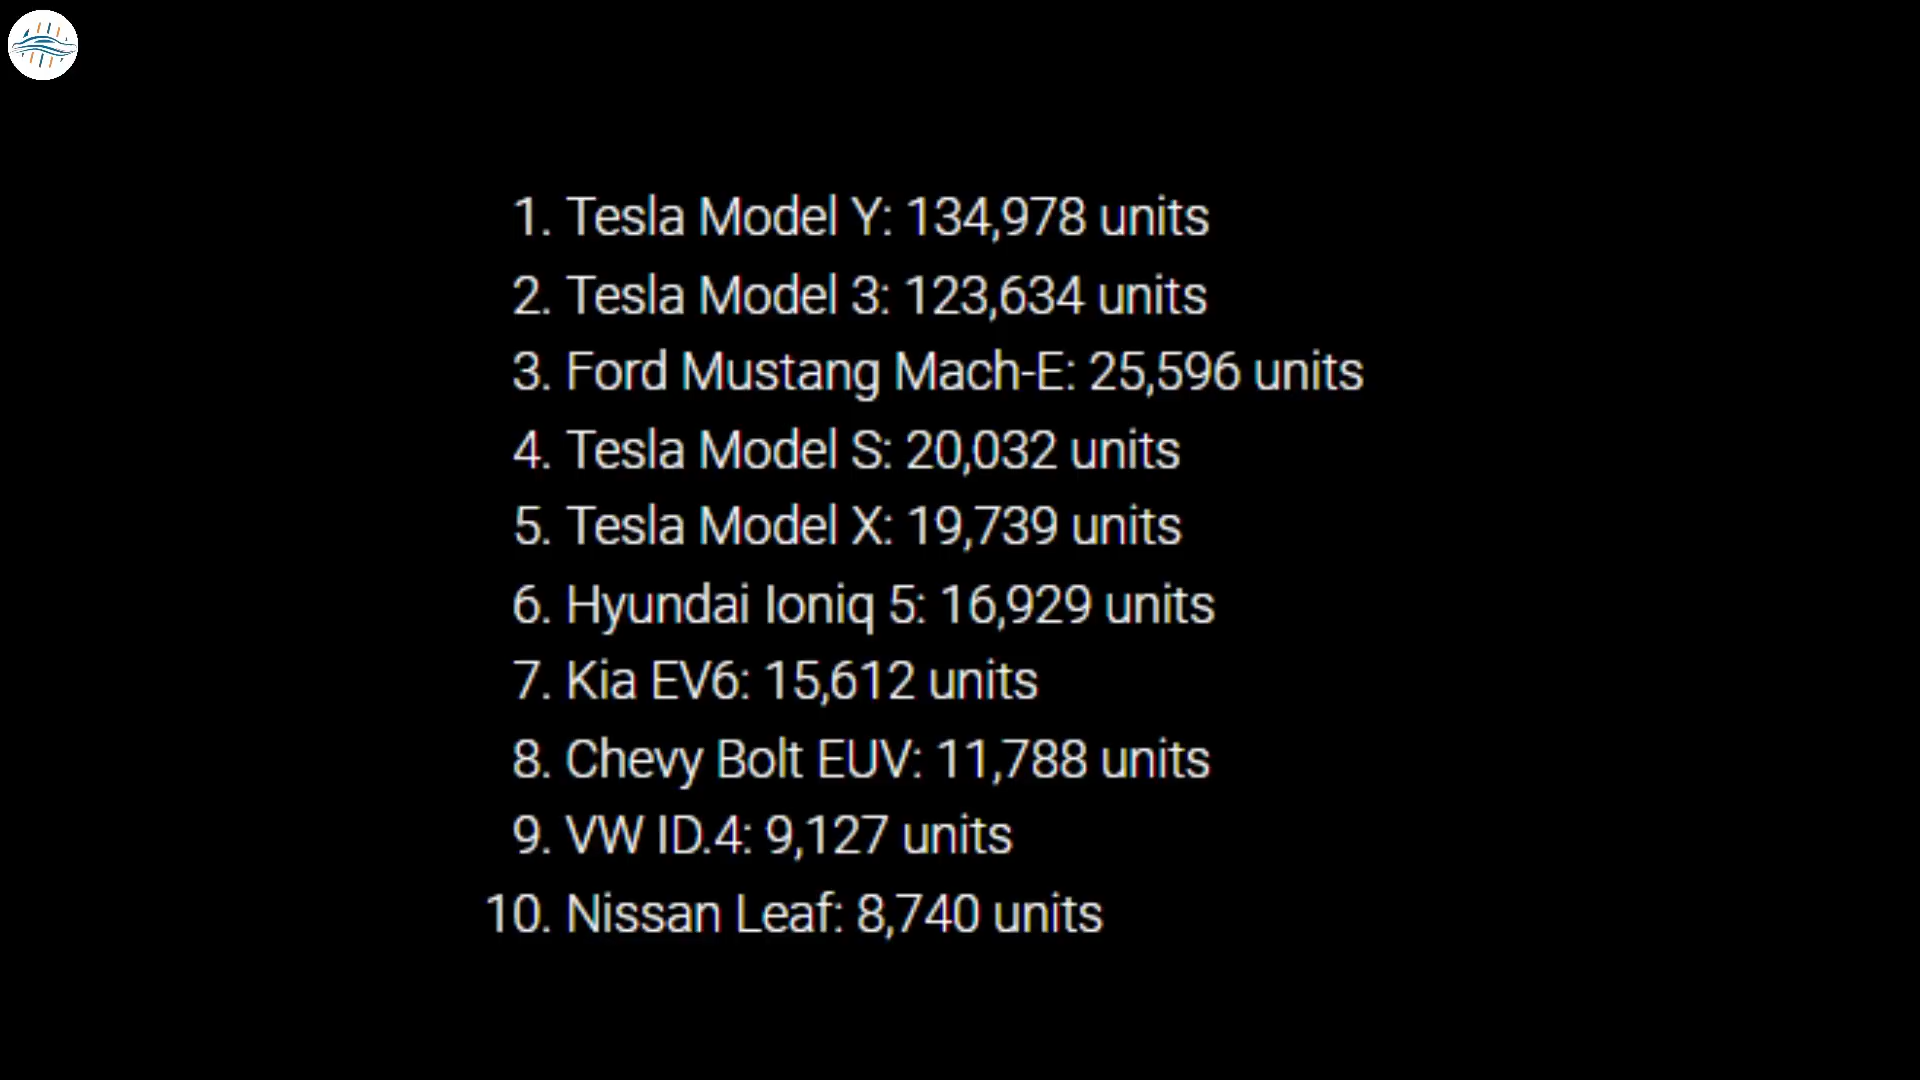 1. Tesla Model Y: 134,978 units
2. Tesla Model 3: 123,634 units
3. Ford Mustang Mach-E: 25,596 units
4. Tesla Model S: 20,032 units
5. Tesla Model X: 19,739 units
6. Hyundai Ioniq 5: 16,929 units
7. Kia EV6: 15,612 units
8. Chevy Bolt EUV: 11,788 units
9. VW ID.4: 9,127 units
10. Nissan Leaf: 8,740 units